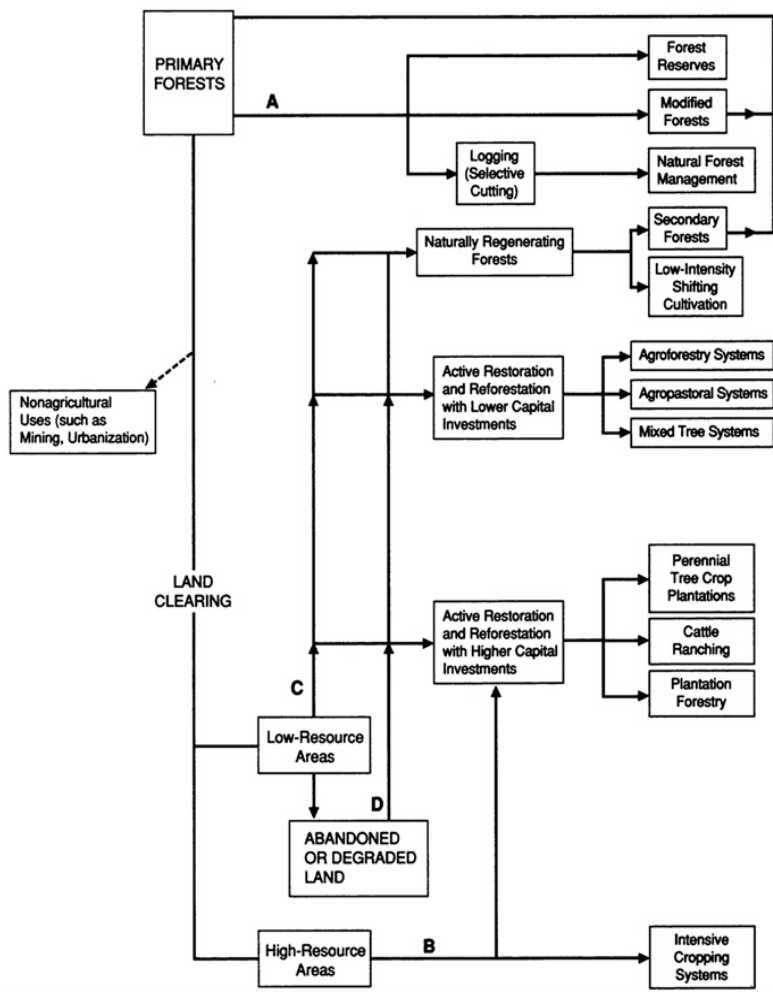 PRIMARY
FORESTS
A
Forest
Reserves
Modified
Forests
Logging
(Selective
Cutting)
Natural Forest
Management
Naturally Regenerating
Forests
Secondary
Forests
Low-Intensity
Shifting
Cultivation
Nonagricultural
Uses (such as
Mining, Urbanization)
Active Restoration
and Reforestation
with Lower Capital
Investments
Agroforestry Systems
Agropastoral Systems
Mixed Tree Systems
LAND
CLEARING
Active Restoration
and Reforestation
with Higher Capital
Investments
Perennial
Tree Crop
Plantations
Cattle
Ranching
Plantation
Forestry
C
Low-Resource
Areas
D
ABANDONED
OR DEGRADED
LAND
High-Resource
Areas
B
Intensive
Cropping
Systems